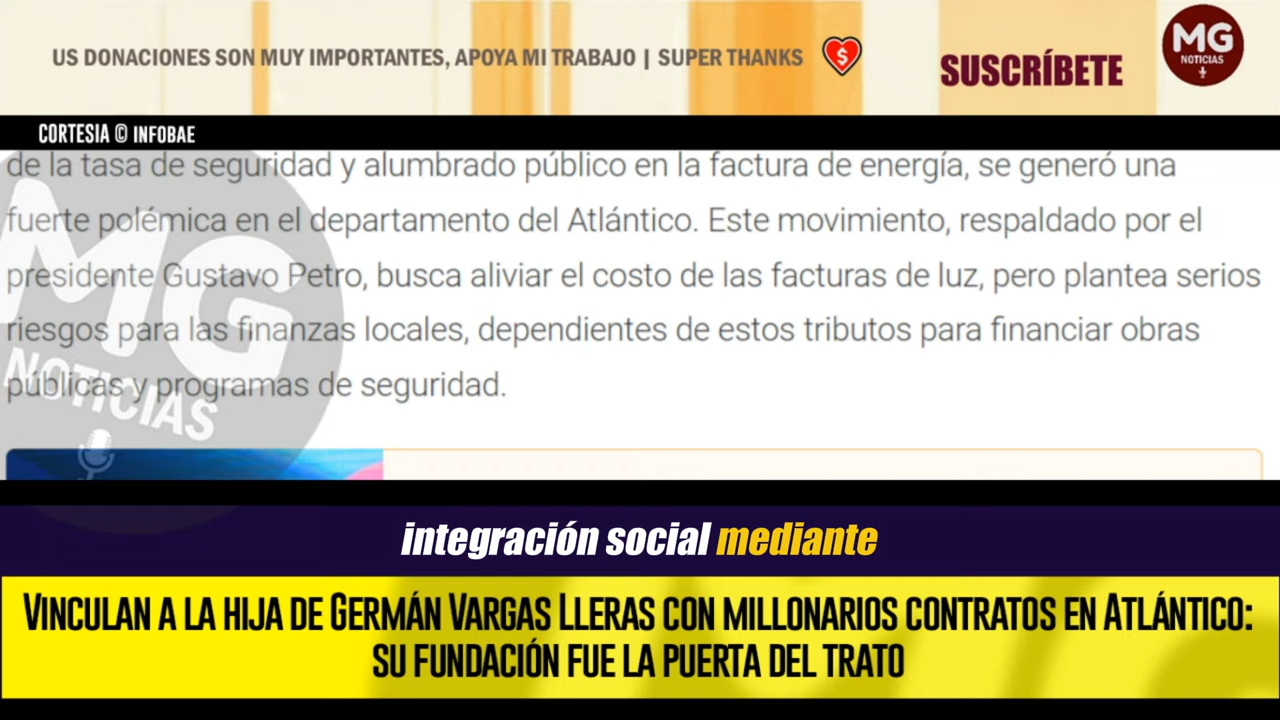 US DONACIONES SON MUY IMPORTANTES, APOYA MI TRABAJO | SUPER THANKS
$
SUSCRÍBETE
MG
NOTICIAS
CORTESIA © INFOBAE
de la tasa de seguridad y alumbrado público en la factura de energía, se generó una
fuerte polémica en el departamento del Atlántico. Este movimiento, respaldado por el
presidente Gustavo Petro, busca aliviar el costo de las facturas de luz, pero plantea serios
riesgos para las finanzas locales, dependientes de estos tributos para financiar obras
públicas y programas de seguridad.
MG
NOTICIAS
integración social mediante
VINCULAN A LA HIJA DE GERMÁN VARGAS LLERAS CON MILLONARIOS CONTRATOS EN ATLÁNTICO:
SU FUNDACIÓN FUE LA PUERTA DEL TRATO